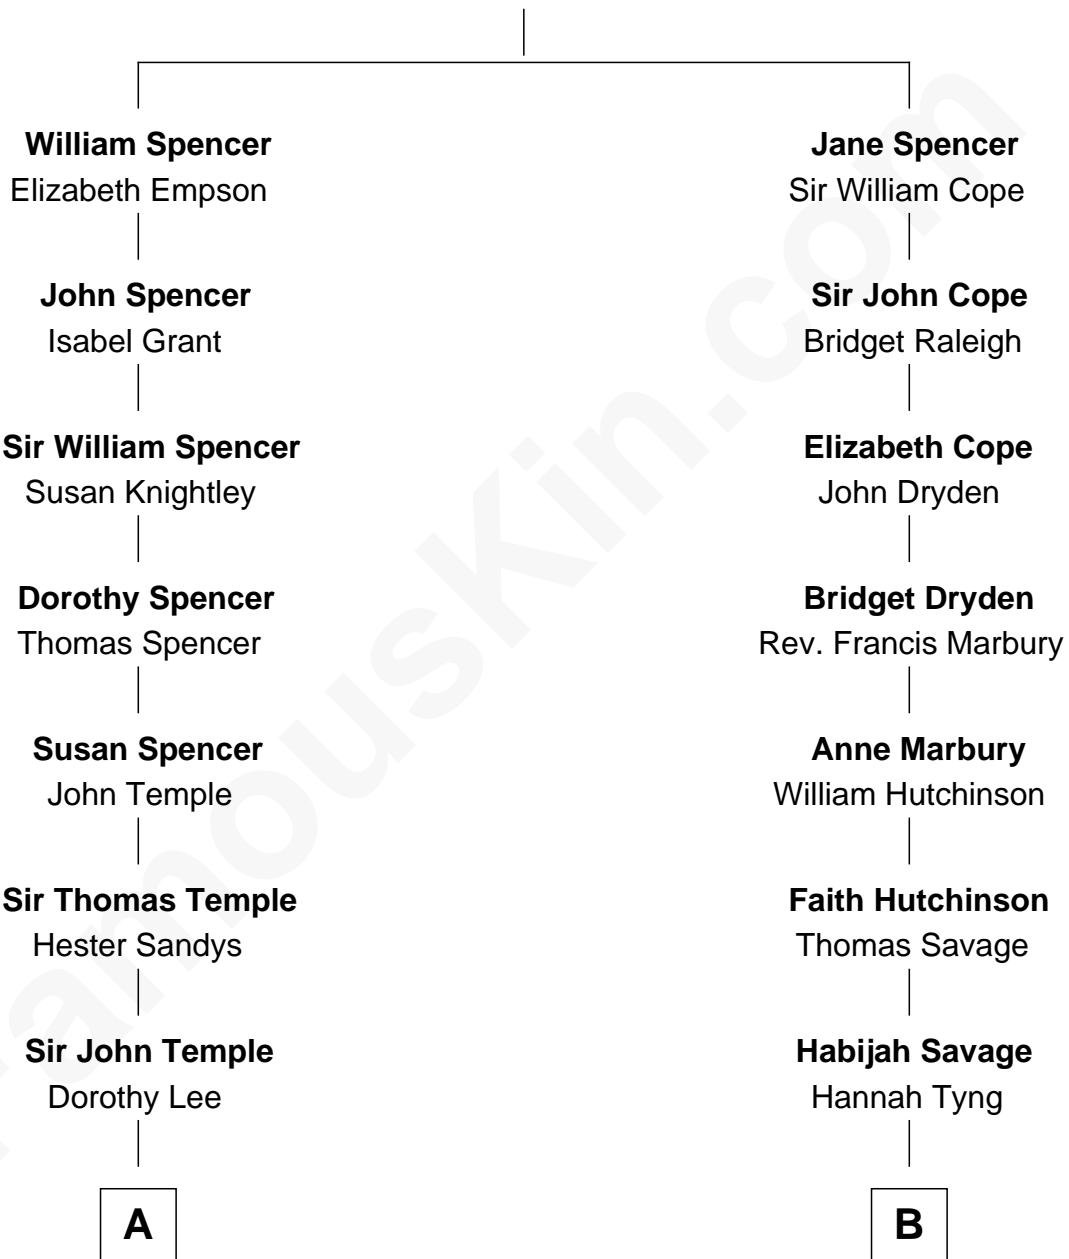 William Spencer
Elizabeth Empson
John Spencer
Isabel Grant
Sir William Spencer
Susan Knightley
Dorothy Spencer
Thomas Spencer
Susan Spencer
John Temple
Sir Thomas Temple
Hester Sandys
Sir John Temple
Dorothy Lee
A
Jane Spencer
Sir William Cope
Sir John Cope
Bridget Raleigh
Elizabeth Cope
John Dryden
Bridget Dryden
Rev. Francis Marbury
Anne Marbury
William Hutchinson
Faith Hutchinson
Thomas Savage
Habijah Savage
Hannah Tyng
B
FamousKin.com